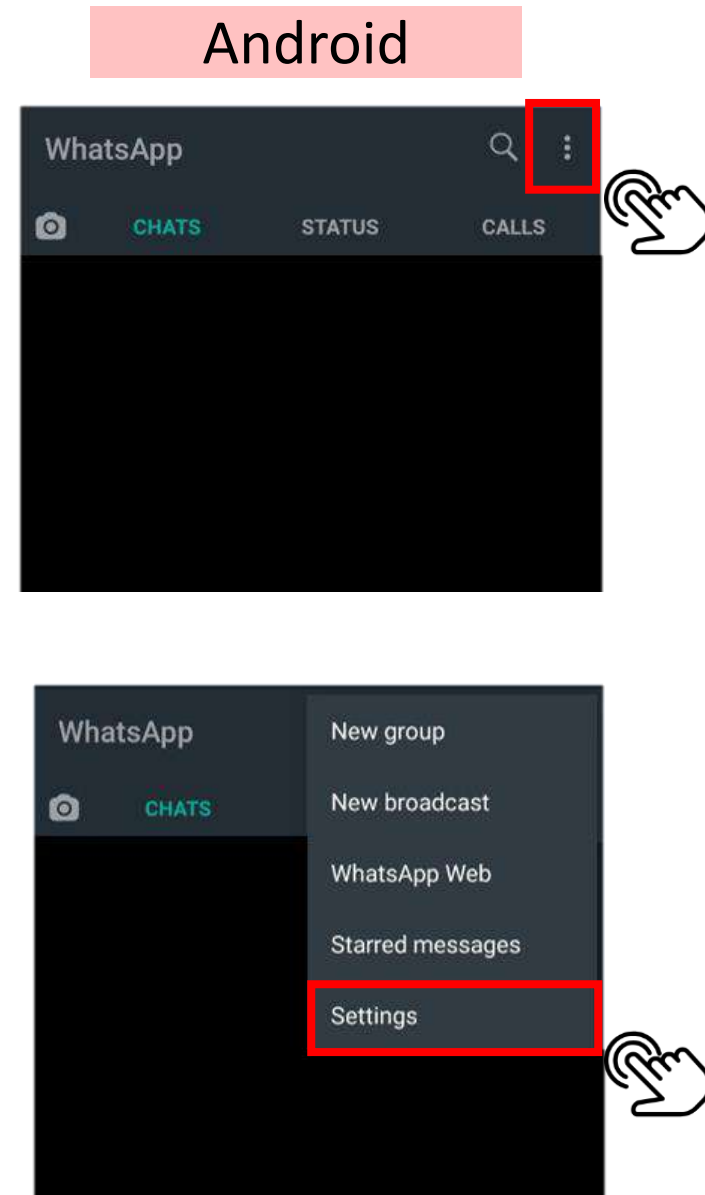 Android
WhatsApp
CHATS STATUS CALLS
WhatsApp
CHATS
New group
New broadcast
WhatsApp Web
Starred messages
Settings